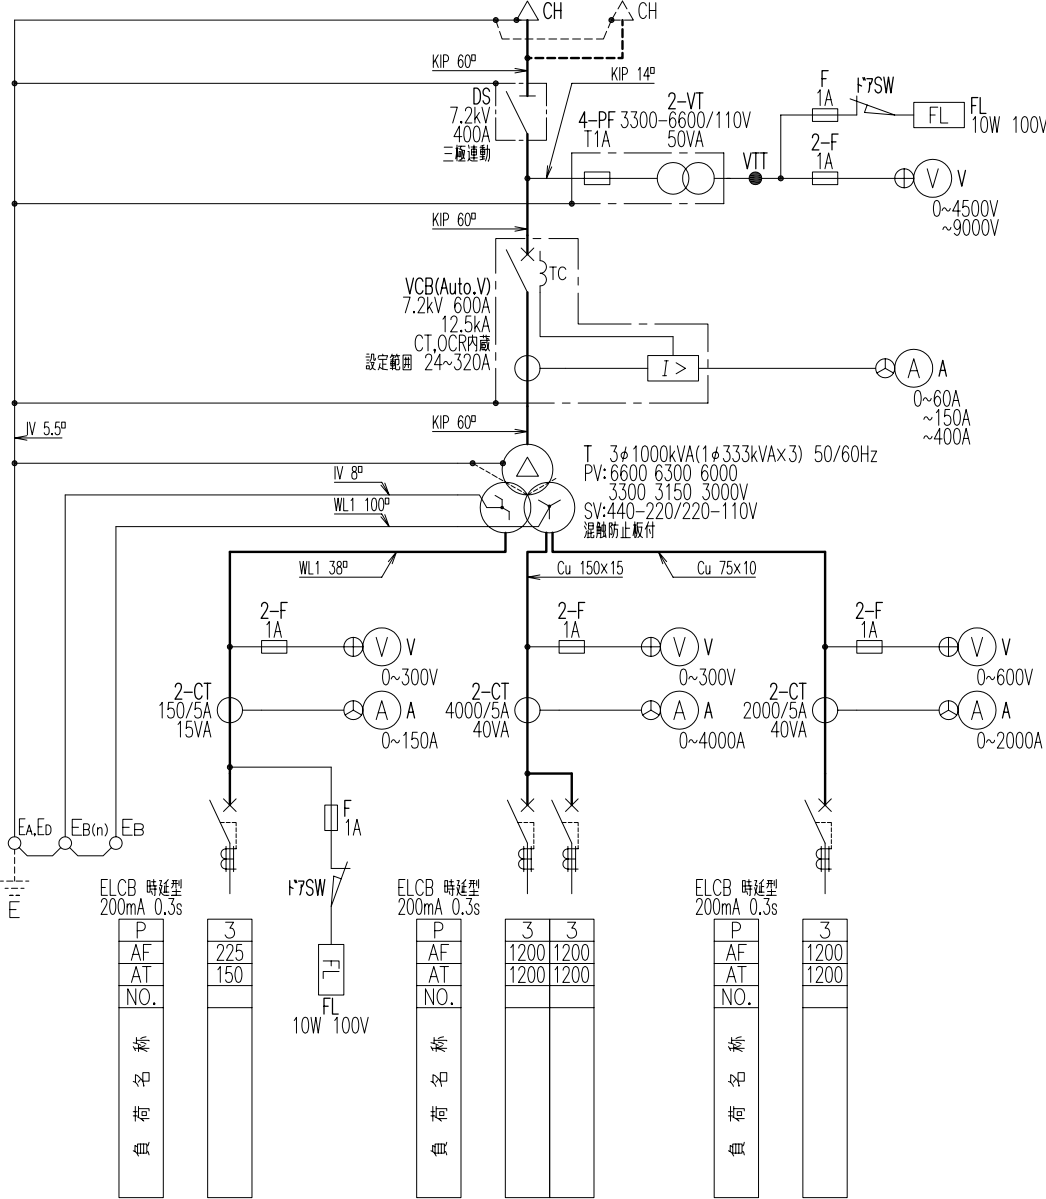 CH
CH
KIP 60□
KIP 14□
DS
7.2kV
400A
三極連動
2-VT
4-PF 3300-6600/110V
T1A
50VA
VTT
F
1A
ﾄﾞｱSW
FL
FL
10W 100V
2-F
1A
V
V
0~4500V
~9000V
KIP 60□
TC
VCB(Auto.V)
7.2kV 600A
12.5kA
CT,OCR内蔵
設定範囲 24~320A
I >
A
A
0~60A
~150A
~400A
KIP 60□
IV 5.5□
T 3φ1000kVA(1φ333kVA×3) 50/60Hz
PV:6600 6300 6000
3300 3150 3000V
SV:440-220/220-110V
混触防止板付
IV 8□
WL1 100□
WL1 38□
Cu 150×15
Cu 75×10
2-F
1A
V
V
0~300V
2-CT
150/5A
15VA
A
A
0~150A
2-F
1A
V
V
0~300V
2-CT
4000/5A
40VA
A
A
0~4000A
2-F
1A
V
V
0~600V
2-CT
2000/5A
40VA
A
A
0~2000A
F
1A
ﾄﾞｱSW
FL
FL
10W 100V
EA,ED
EB(n)
EB
E
ELCB 時延型
200mA 0.3s
P 3
AF 225
AT 150
NO.
負荷名称
ELCB 時延型
200mA 0.3s
P 3 3
AF 1200 1200
AT 1200 1200
NO.
負荷名称
ELCB 時延型
200mA 0.3s
P 3
AF 1200
AT 1200
NO.
負荷名称